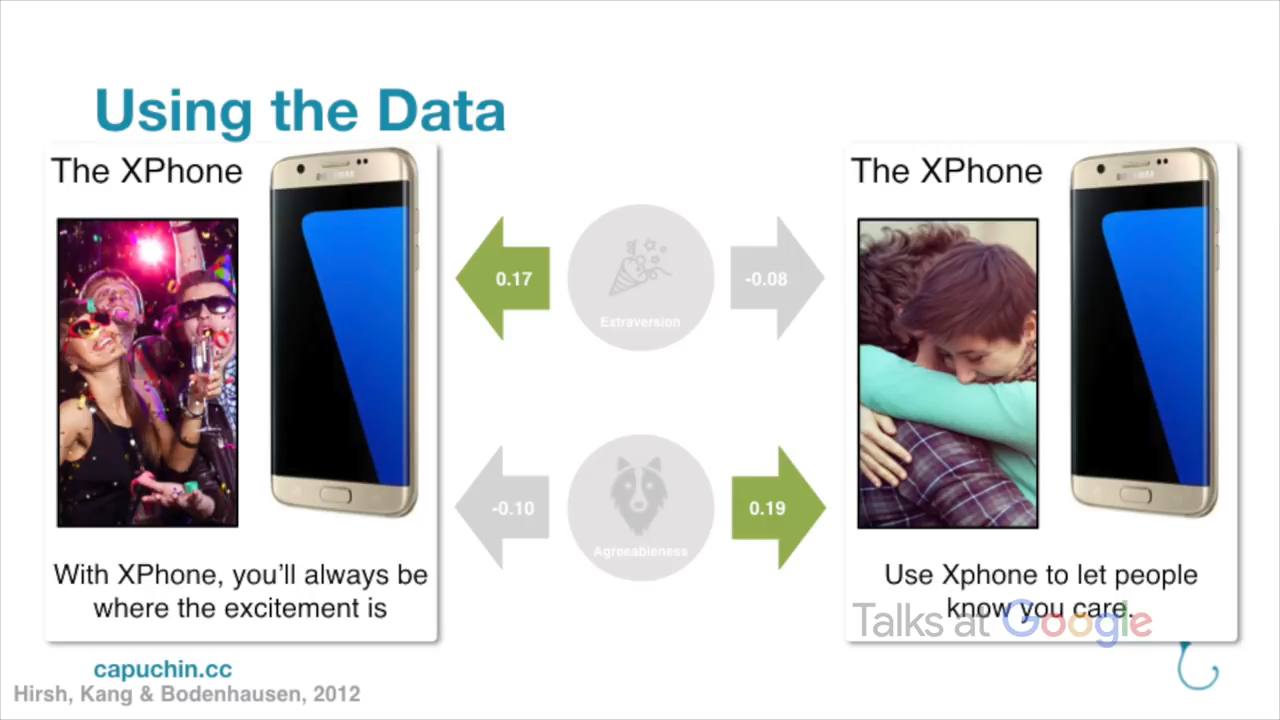 Using the Data
The XPhone
With XPhone, you'll always be
where the excitement is
0.17
Extraversion
-0.08
-0.10
Agreeableness
0.19
The XPhone
SAMSUNG
Use Xphone to let people
know you care.
Talks at Google
capuchin.cc
Hirsh, Kang & Bodenhausen, 2012